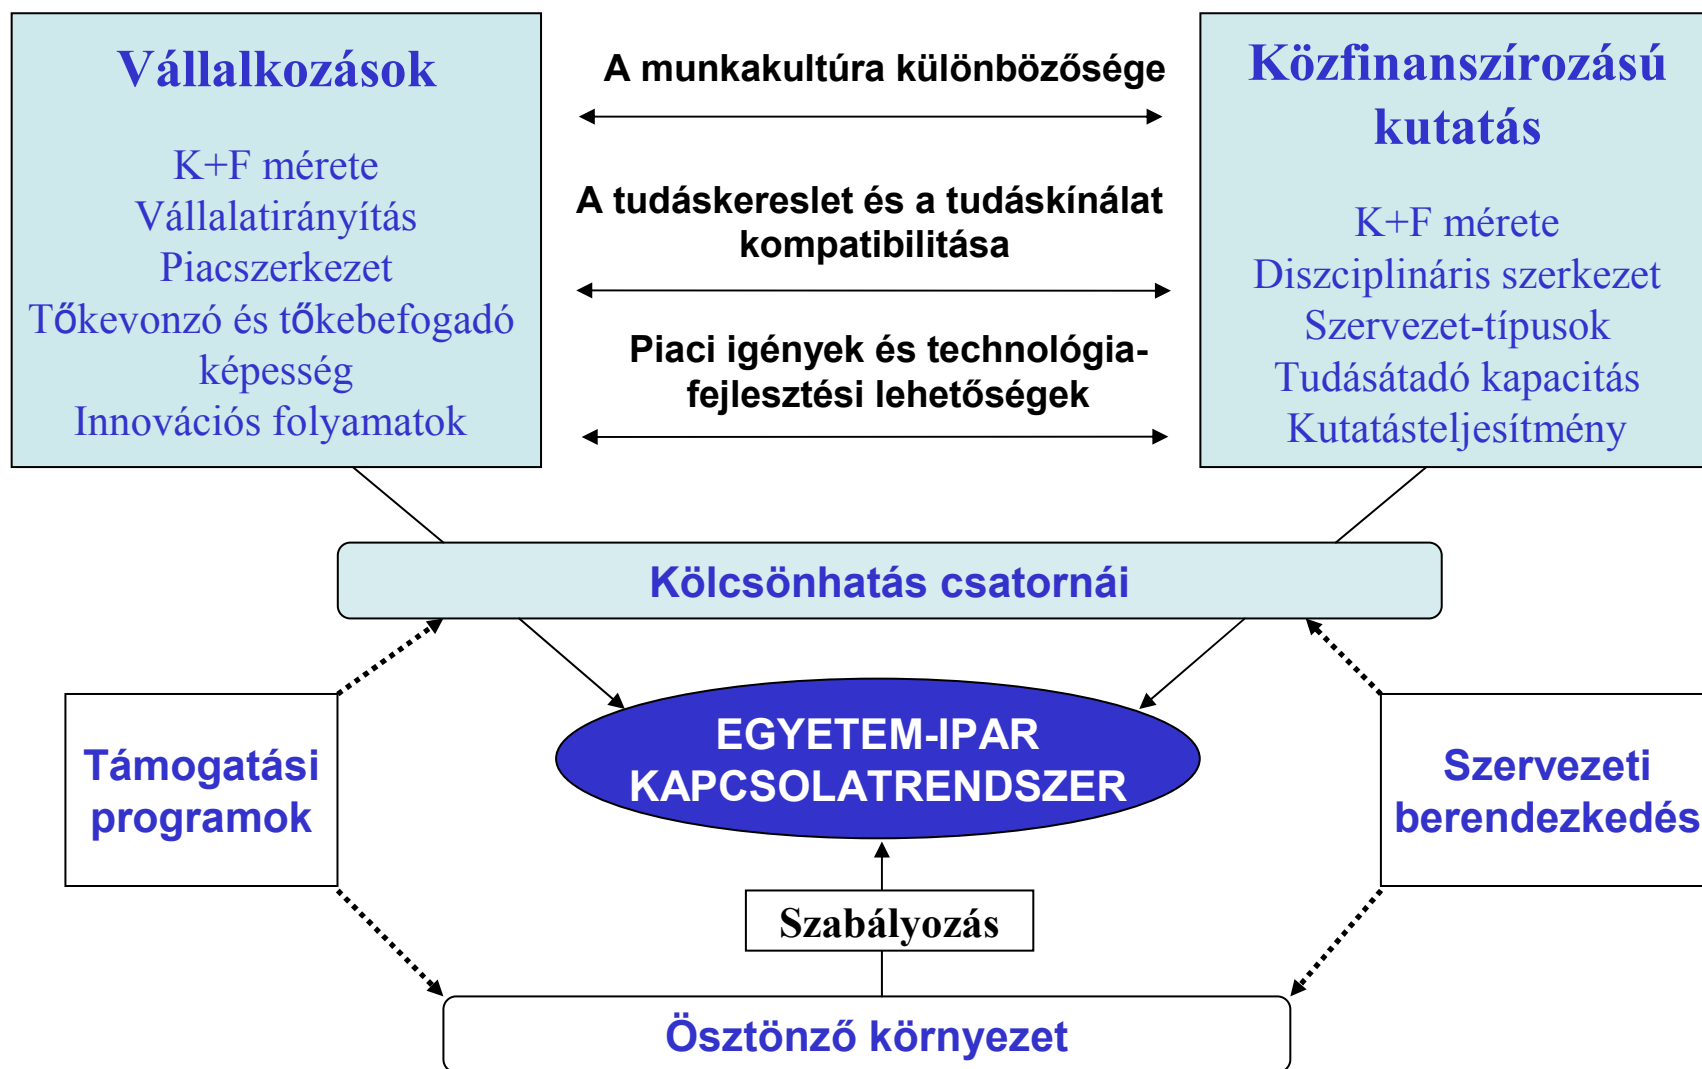 Vállalkozások
K+F mérete
Vállalatirányítás
Piacszerkezet
Tőkevonzó és tőkebefogadó
képesség
Innovációs folyamatok
A munkakultúra különbözősége
A tudáskereslet és a tudáskínálat
kompatibilitása
Piaci igények és technológia-
fejlesztési lehetőségek
Közfinanszírozású
kutatás
K+F mérete
Diszciplináris szerkezet
Szervezet-típusok
Tudásátadó kapacitás
Kutatásteljesítmény
Kölcsönhatás csatornái
Támogatási
programok
EGYETEM-IPAR
KAPCSOLATRENDSZER
Szervezeti
berendezkedés
Szabályozás
Ösztönző környezet